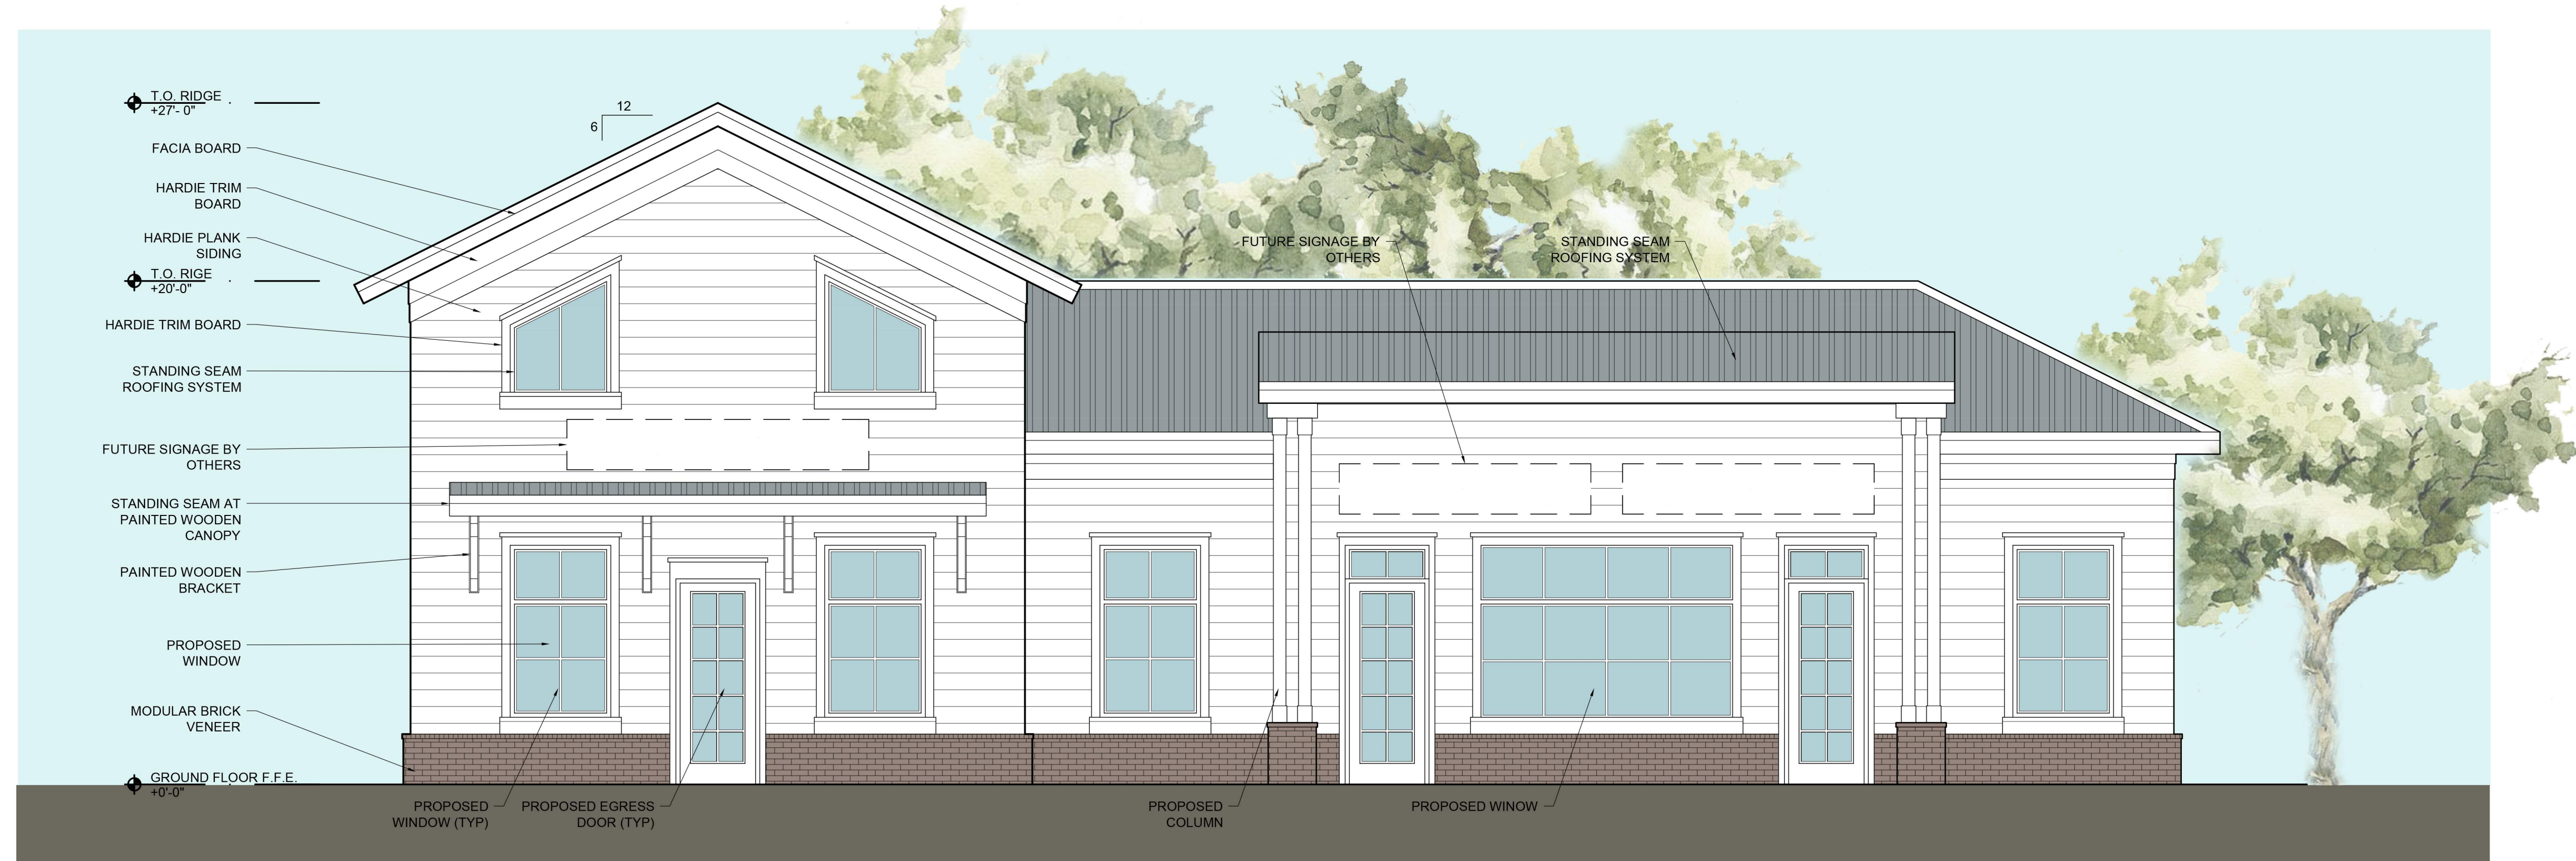 T.O. RIDGE
+27'- 0"
12
6
FACIA BOARD
HARDIE TRIM
BOARD
HARDIE PLANK
SIDING
T.O. RIGE
+20'-0"
HARDIE TRIM BOARD
STANDING SEAM
ROOFING SYSTEM
FUTURE SIGNAGE BY
OTHERS
STANDING SEAM AT
PAINTED WOODEN
CANOPY
PAINTED WOODEN
BRACKET
PROPOSED
WINDOW
MODULAR BRICK
VENEER
GROUND FLOOR F.F.E.
+0'-0"
FUTURE SIGNAGE BY
OTHERS
STANDING SEAM
ROOFING SYSTEM
PROPOSED
WINDOW (TYP)
PROPOSED EGRESS
DOOR (TYP)
PROPOSED
COLUMN
PROPOSED WINOW